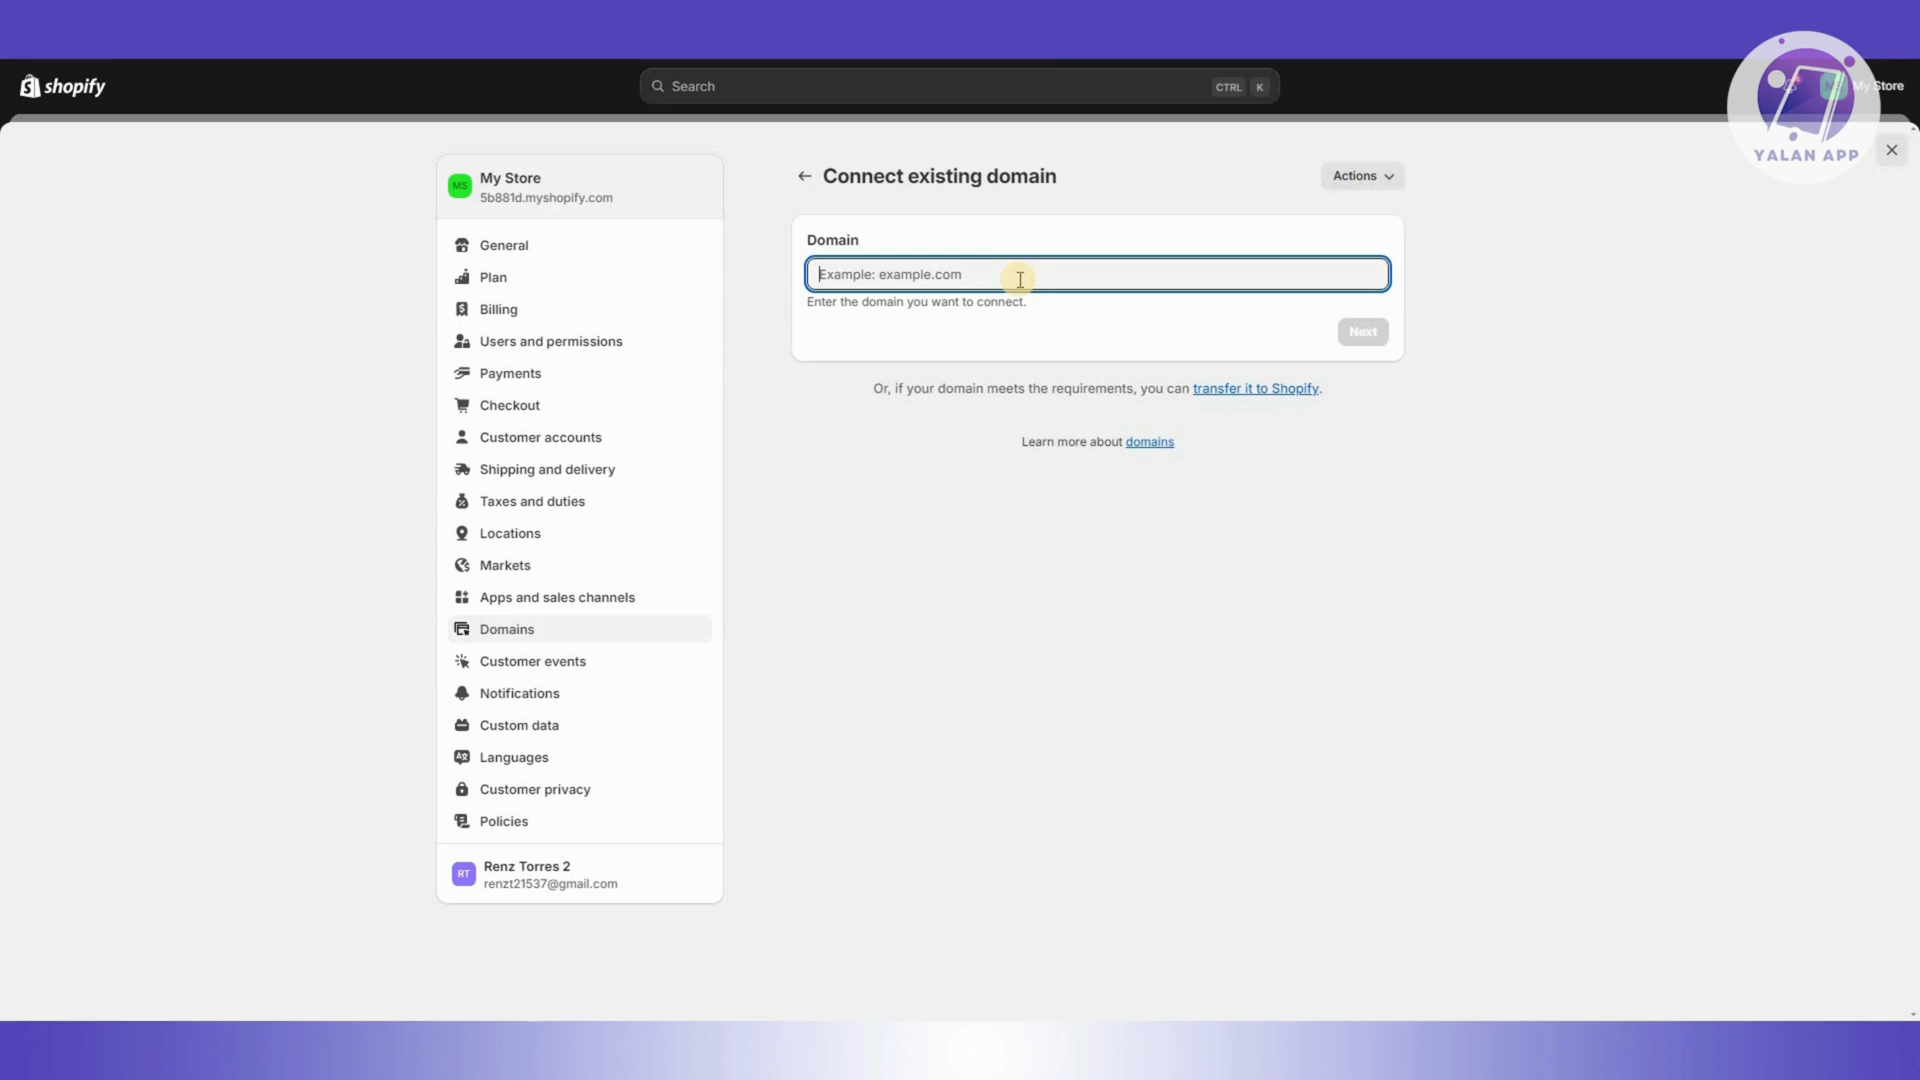 shopify
Search
CTRL K
My Store
YALAN APP
My Store
5b881d.myshopify.com
General
Plan
Billing
Users and permissions
Payments
Checkout
Customer accounts
Shipping and delivery
Taxes and duties
Locations
Markets
Apps and sales channels
Domains
Customer events
Notifications
Custom data
Languages
Customer privacy
Policies
RT
Renz Torres 2
renzt21537@gmail.com
Connect existing domain
Actions
Domain
Example: example.com
Enter the domain you want to connect.
Next
Or, if your domain meets the requirements, you can transfer it to Shopify.
Learn more about domains